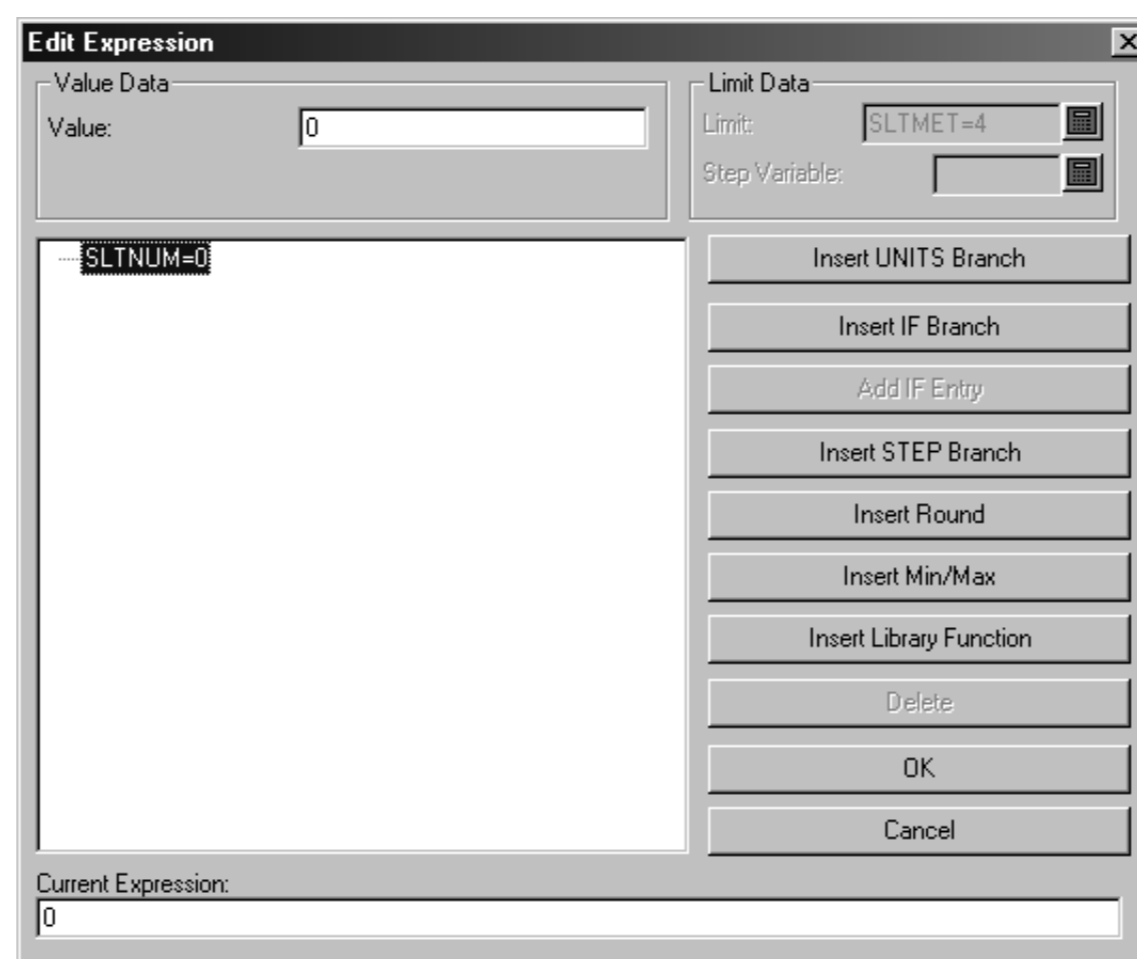 Edit Expression
Value Data
Value: 0
Limit Data
Limit: SLTMET=4
Step Variable:
SLTNUM=0
Insert UNITS Branch
Insert IF Branch
Add IF Entry
Insert STEP Branch
Insert Round
Insert Min/Max
Insert Library Function
Delete
OK
Cancel
Current Expression:
0